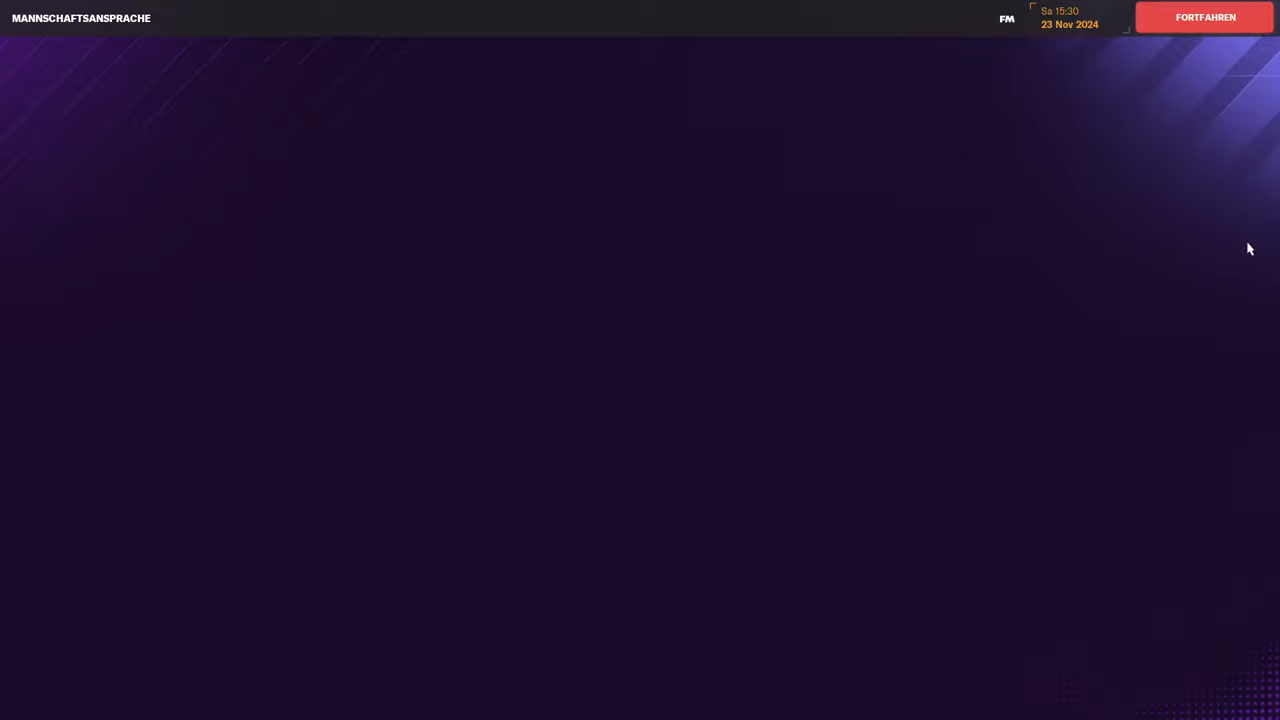 MANNSCHAFTSANSPRACHE
FM
Sa 15:30
23 Nov 2024
FORTFAHREN